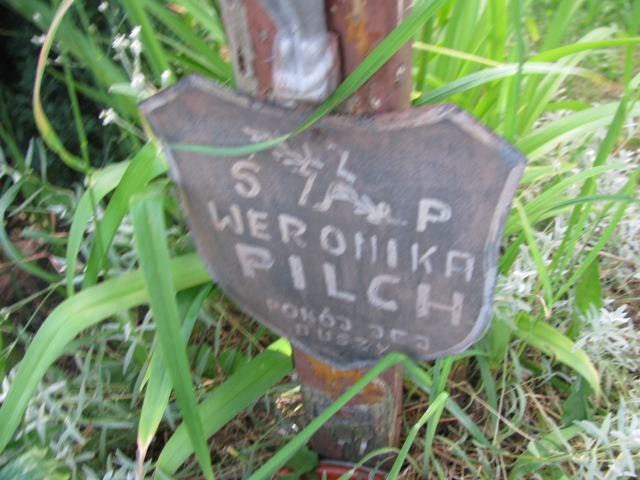 Ś P
WERONIKA
PILCH
POKÓJ JEJ
DUSZY